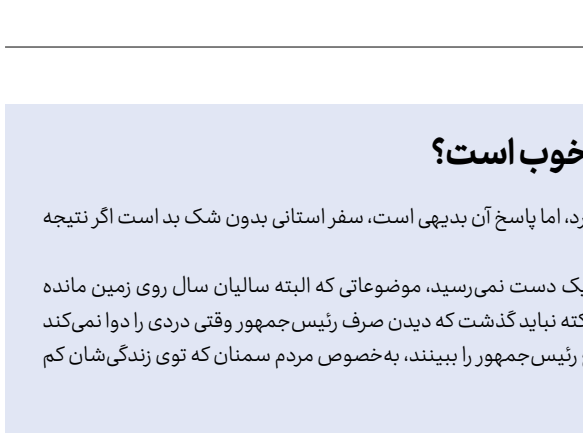 خوب است؟
اما پاسخ آن بدیهی است، سفر استانی بدون شک بد است اگر نتیجه
دست نمی‌رسید، موضوعاتی که البته سالیان سال روی زمین مانده
نباید گذشت که دیدن صرف رئیس‌جمهور وقتی دردی را دوا نمی‌کند
رئیس‌جمهور را ببینند، به‌خصوص مردم سمنان که توی زندگی‌شان کم